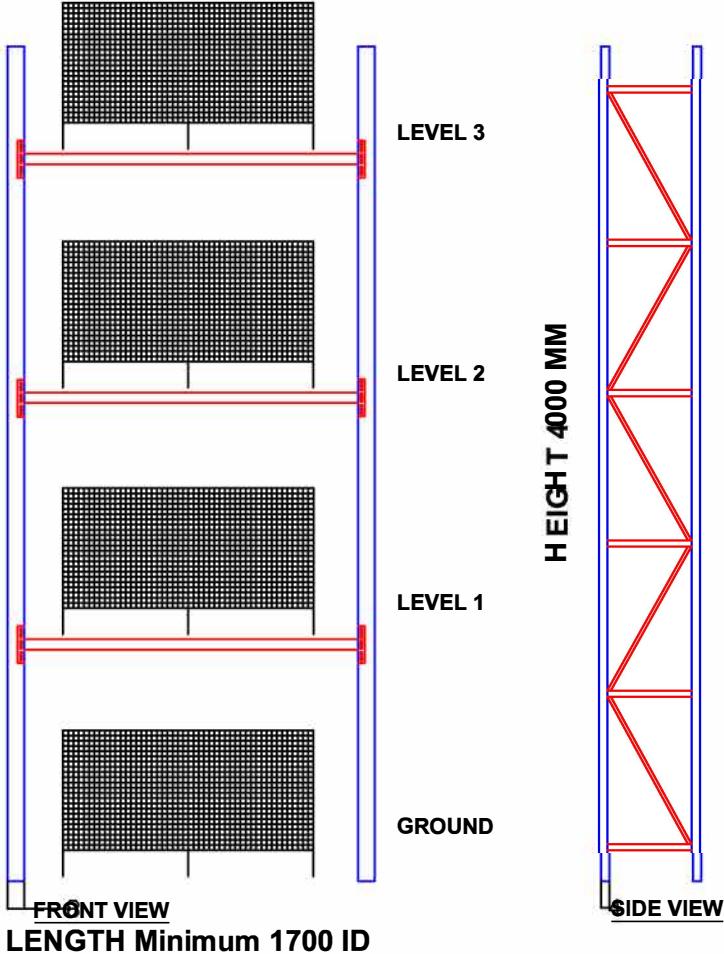 LEVEL 3
LEVEL 2
HEIGHT 4000 MM
LEVEL 1
GROUND
FRONT VIEW
SIDE VIEW
LENGTH Minimum 1700 ID